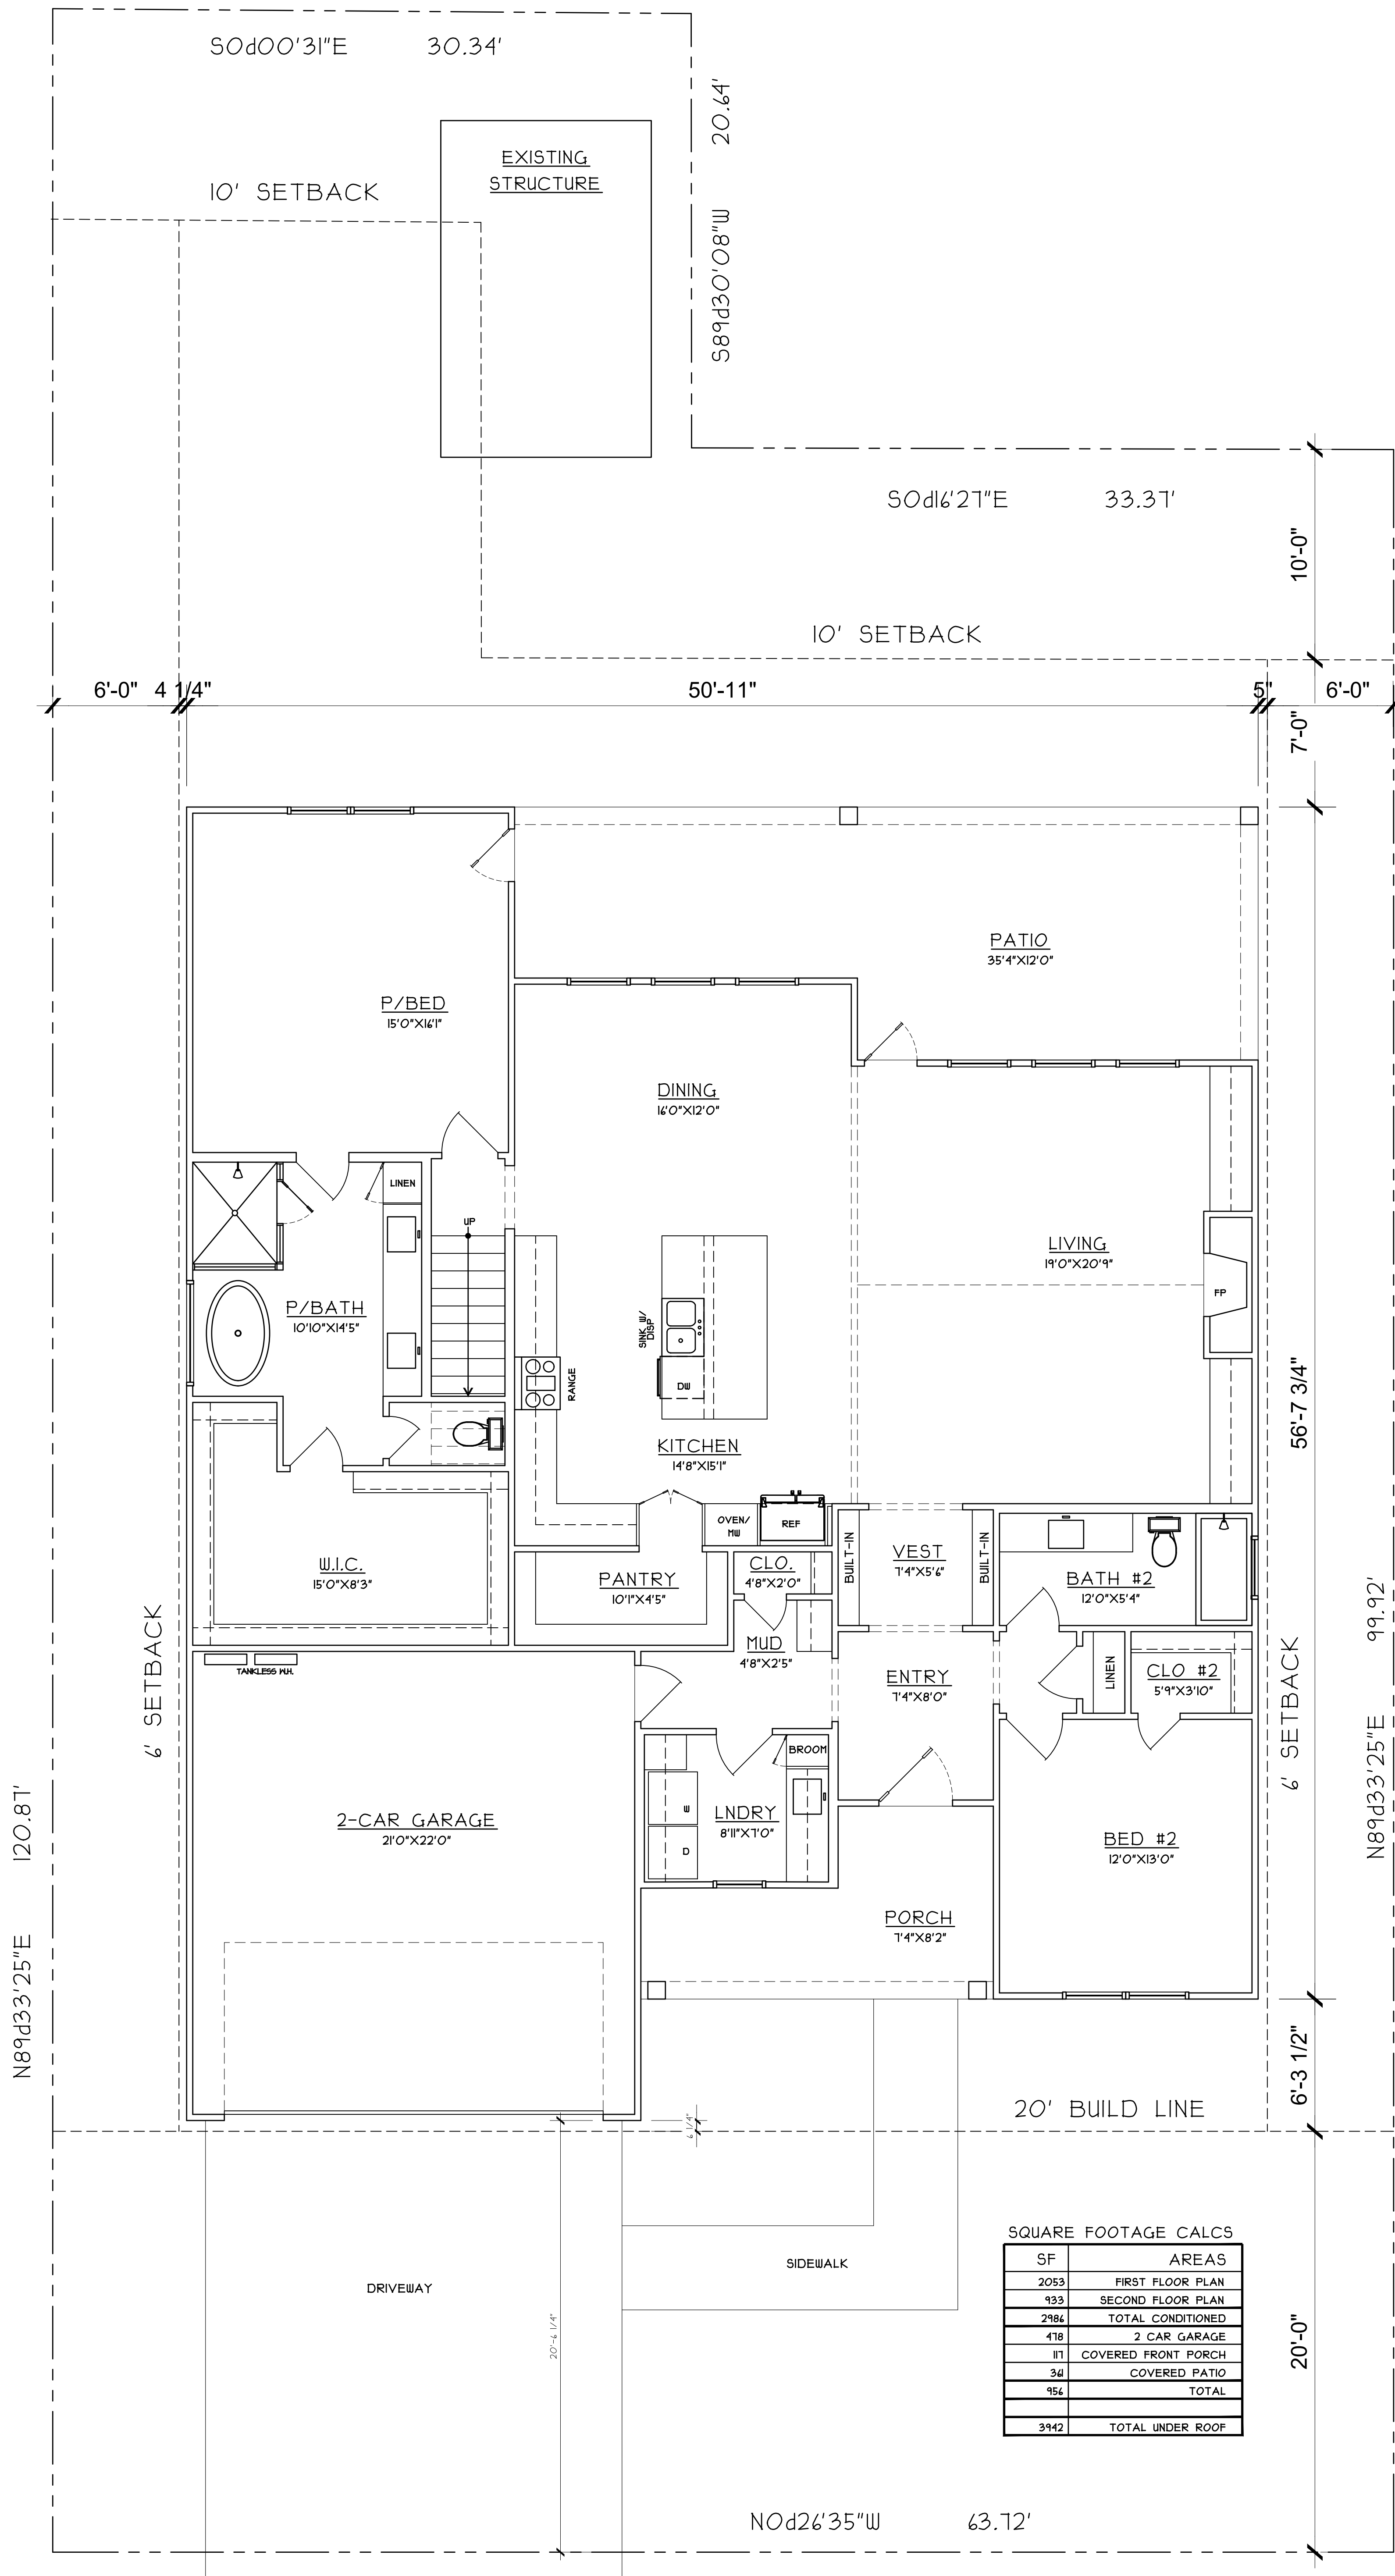 S0d00'31"E 30.34'
20.64'
S89d30'08"W
EXISTING
STRUCTURE
10' SETBACK
S0d16'27"E 33.37'
10'-0"
10' SETBACK
6'-0" 4 1/4" 50'-11" 5" 6'-0"
7'-0"
PATIO
35'4"X12'0"
P/BED
15'0"X16'1"
DINING
16'0"X12'0"
LINEN
UP
LIVING
19'0"X20'9"
FP
P/BATH
10'10"X14'5"
SINK W/
DISP
DW
RANGE
56'-7 3/4"
KITCHEN
14'8"X15'1"
OVEN/
MW
REF
BUILT-IN
VEST
7'4"X5'6"
BUILT-IN
W.I.C.
15'0"X8'3"
PANTRY
10'1"X4'5"
CLO.
4'8"X2'0"
BATH #2
12'0"X5'4"
MUD
4'8"X2'5"
ENTRY
7'4"X8'0"
LINEN
CLO #2
5'9"X3'10"
TANKLESS W.H.
6' SETBACK
6' SETBACK
99.92'
N89d33'25"E
120.87'
N89d33'25"E
BROOM
W
D
LNDRY
8'11"X7'0"
2-CAR GARAGE
21'0"X22'0"
BED #2
12'0"X13'0"
PORCH
7'4"X8'2"
6'-3 1/2"
20' BUILD LINE
6 1/4"
SIDEWALK
DRIVEWAY
20'-6 1/4"
20'-0"
SQUARE FOOTAGE CALCS
SF AREAS
2053 FIRST FLOOR PLAN
933 SECOND FLOOR PLAN
2986 TOTAL CONDITIONED
478 2 CAR GARAGE
117 COVERED FRONT PORCH
361 COVERED PATIO
956 TOTAL
3942 TOTAL UNDER ROOF
N0d26'35"W 63.72'